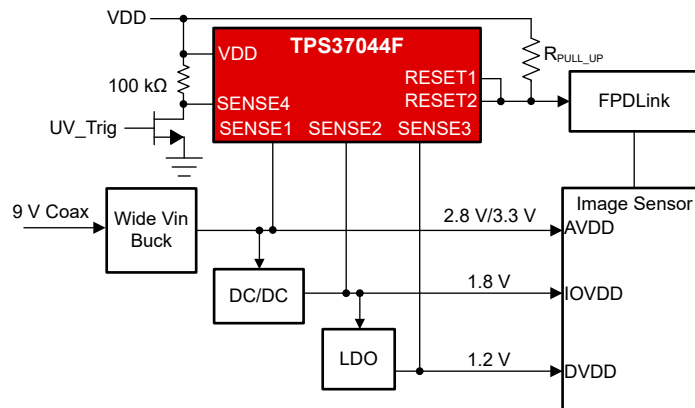 VDD
TPS37044F
VDD
RPULL_UP
100 kΩ
RESET1
RESET2
SENSE4
FPDLink
UV_Trig
SENSE1 SENSE2 SENSE3
9 V Coax
Wide Vin
Buck
2.8 V/3.3 V
Image Sensor
AVDD
DC/DC
1.8 V
IOVDD
LDO
1.2 V
DVDD